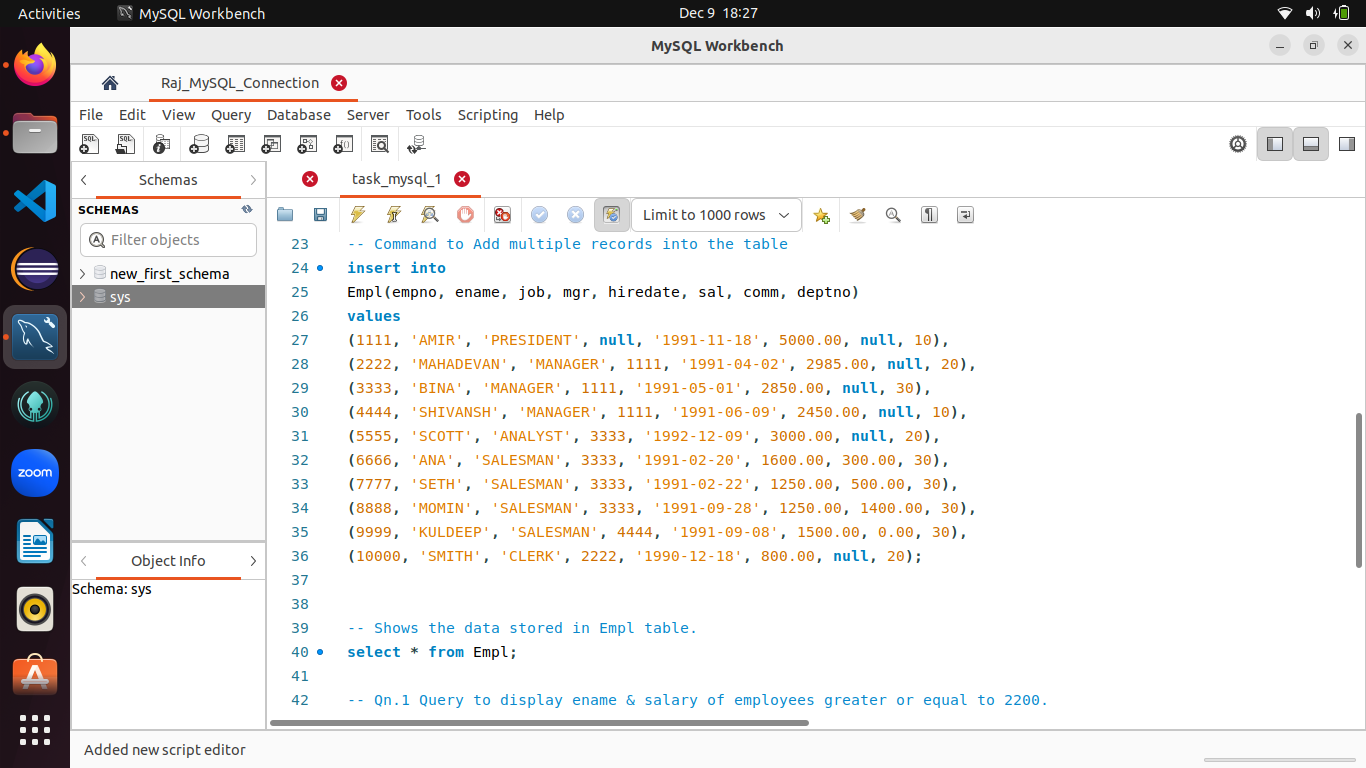 Activities MySQL Workbench Dec 9 18:27
MySQL Workbench
Raj_MySQL_Connection
File Edit View Query Database Server Tools Scripting Help
Schemas
SCHEMAS
Filter objects
new_first_schema
sys
Object Info
Schema: sys
task_mysql_1
Limit to 1000 rows
23 -- Command to Add multiple records into the table
24 insert into
25 Empl(empno, ename, job, mgr, hiredate, sal, comm, deptno)
26 values
27 (1111, 'AMIR', 'PRESIDENT', null, '1991-11-18', 5000.00, null, 10),
28 (2222, 'MAHADEVAN', 'MANAGER', 1111, '1991-04-02', 2985.00, null, 20),
29 (3333, 'BINA', 'MANAGER', 1111, '1991-05-01', 2850.00, null, 30),
30 (4444, 'SHIVANSH', 'MANAGER', 1111, '1991-06-09', 2450.00, null, 10),
31 (5555, 'SCOTT', 'ANALYST', 3333, '1992-12-09', 3000.00, null, 20),
32 (6666, 'ANA', 'SALESMAN', 3333, '1991-02-20', 1600.00, 300.00, 30),
33 (7777, 'SETH', 'SALESMAN', 3333, '1991-02-22', 1250.00, 500.00, 30),
34 (8888, 'MOMIN', 'SALESMAN', 3333, '1991-09-28', 1250.00, 1400.00, 30),
35 (9999, 'KULDEEP', 'SALESMAN', 4444, '1991-09-08', 1500.00, 0.00, 30),
36 (10000, 'SMITH', 'CLERK', 2222, '1990-12-18', 800.00, null, 20);
37
38
39 -- Shows the data stored in Empl table.
40 select * from Empl;
41
42 -- Qn.1 Query to display ename & salary of employees greater or equal to 2200.
zoom
Added new script editor